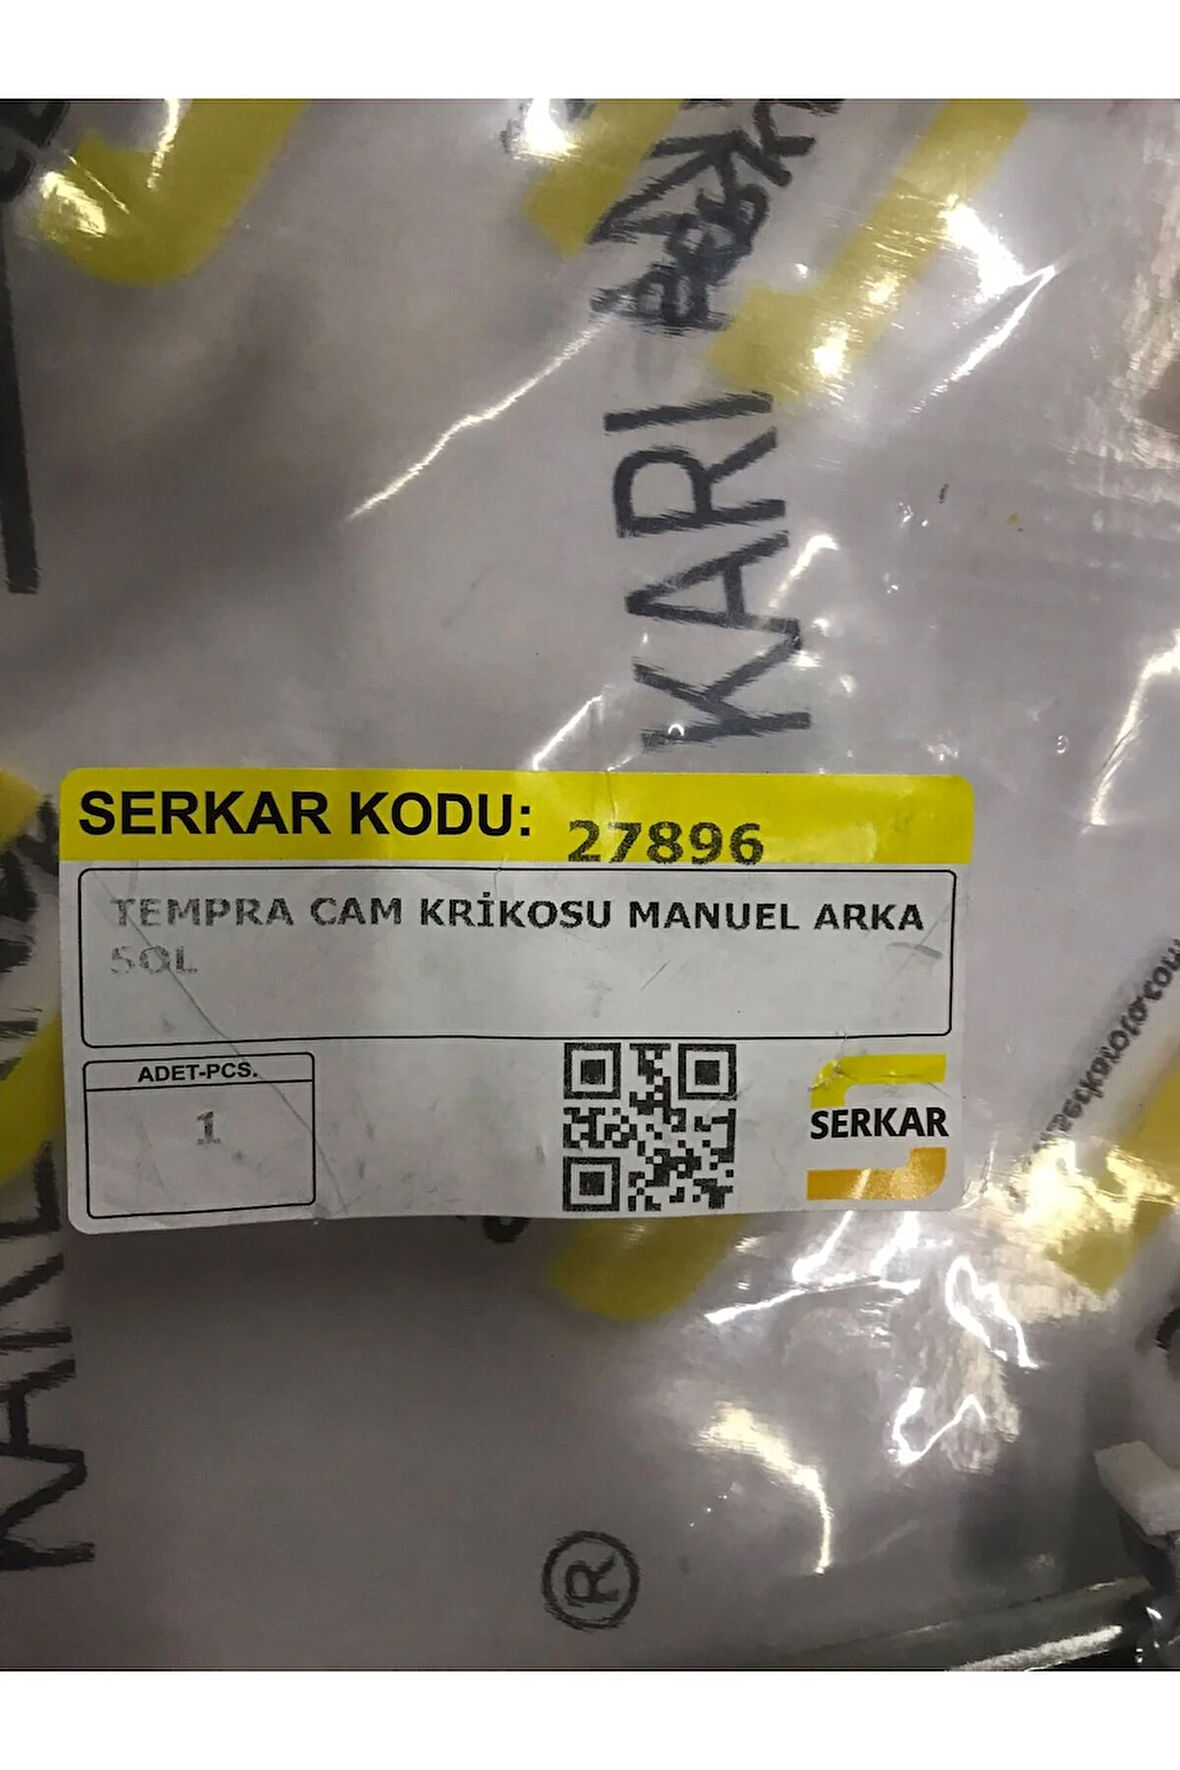 KARI
SERKAR KODU: 27896
TEMPRA CAM KRİKOSU MANUEL ARKA
SOL
ADET-PCS.
1
SERKAR
®